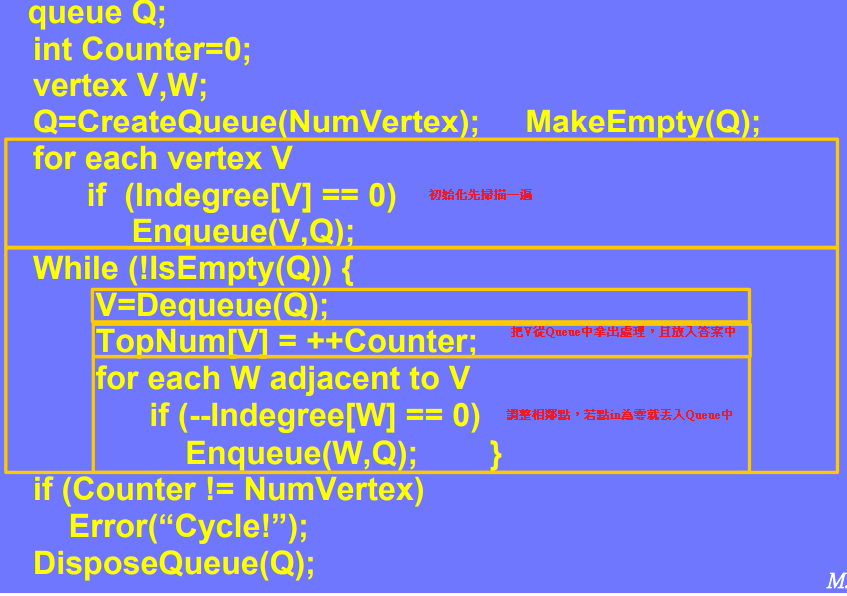 queue Q;
int Counter=0;
vertex V,W;
Q=CreateQueue(NumVertex); MakeEmpty(Q);
for each vertex V
if (Indegree[V] == 0) 初始化先掃描一遍
Enqueue(V,Q);
While (!IsEmpty(Q)) {
V=Dequeue(Q);
TopNum[V] = ++Counter; 把V從Queue中拿出處理，且放入答案中
for each W adjacent to V
if (--Indegree[W] == 0) 調整相鄰點，若點in為零就丟入Queue中
Enqueue(W,Q); }
if (Counter != NumVertex)
Error(“Cycle!”);
DisposeQueue(Q);